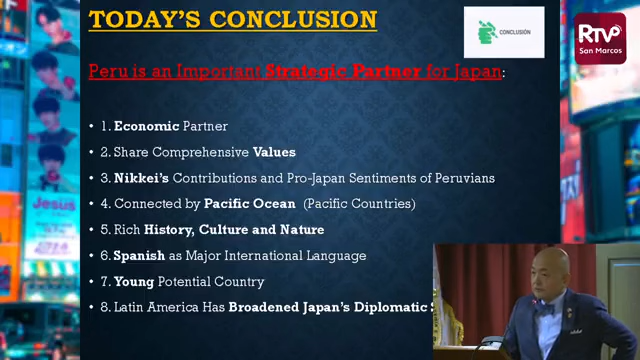 TODAY'S CONCLUSION
CONCLUSIÓN
RTVP
San Marcos
Peru is an Important Strategic Partner for Japan:
• 1. Economic Partner
• 2. Share Comprehensive Values
• 3. Nikkei's Contributions and Pro-Japan Sentiments of Peruvians
• 4. Connected by Pacific Ocean (Pacific Countries)
• 5. Rich History, Culture and Nature
• 6. Spanish as Major International Language
• 7. Young Potential Country
• 8. Latin America Has Broadened Japan's Diplomatic
Jesus